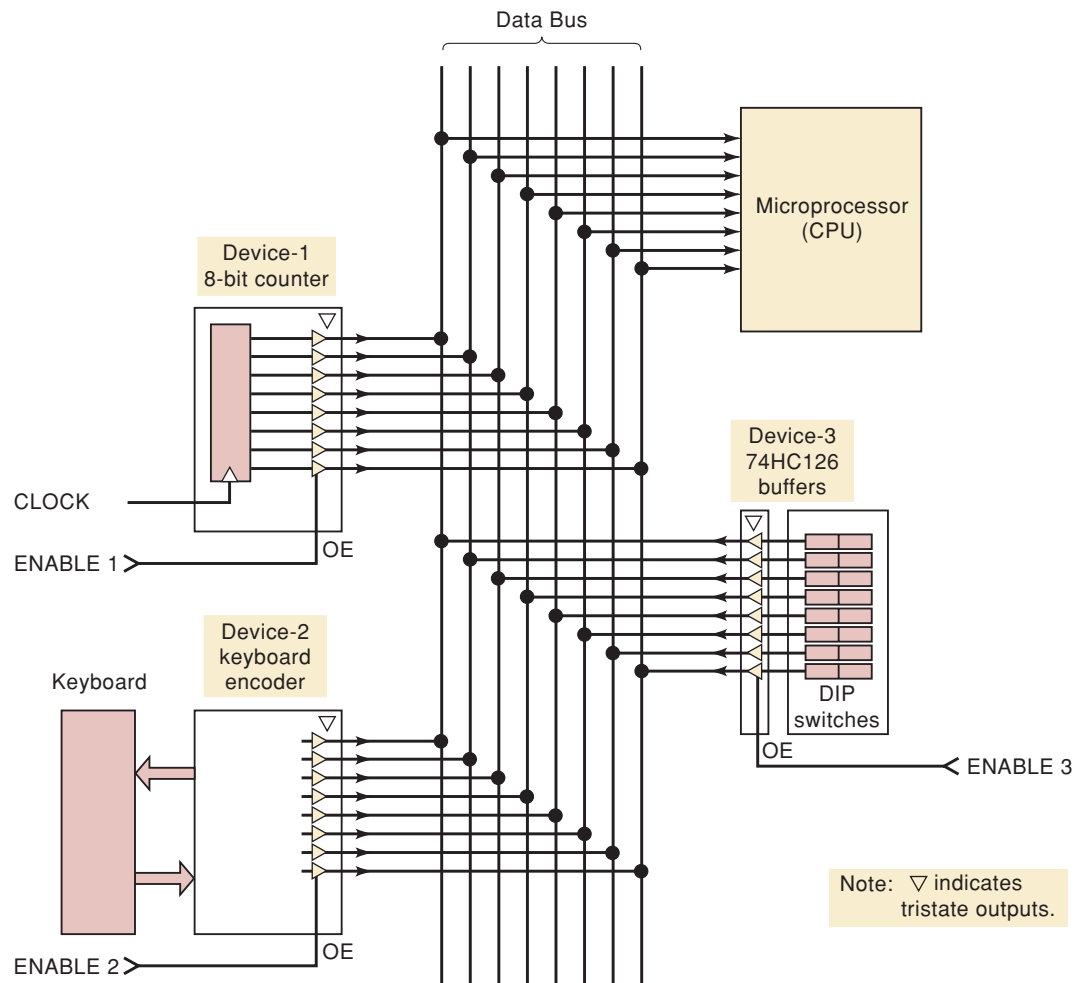 Data Bus
Microprocessor
(CPU)
Device-1
8-bit counter
CLOCK
ENABLE 1
OE
Device-3
74HC126
buffers
DIP
switches
OE
ENABLE 3
Device-2
keyboard
encoder
Keyboard
OE
ENABLE 2
Note: ▽ indicates
tristate outputs.